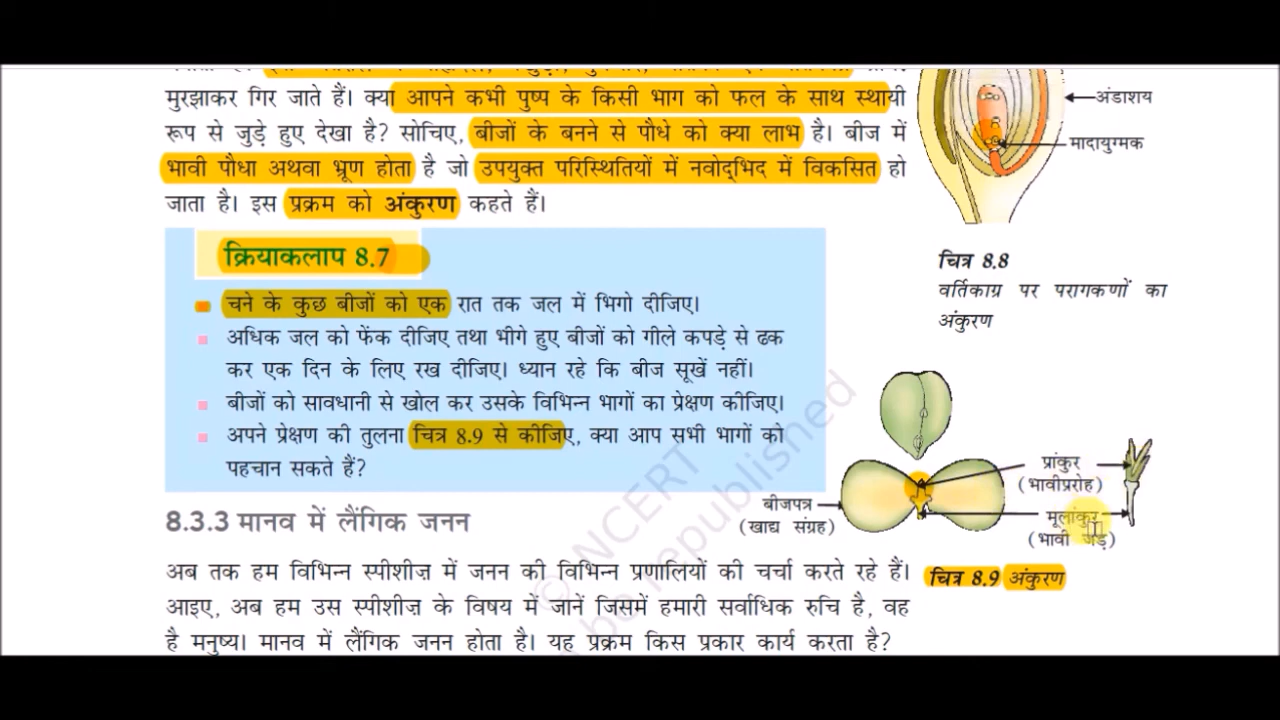 मुरझाकर गिर जाते हैं। क्या आपने कभी पुष्प के किसी भाग को फल के साथ स्थायी
रूप से जुड़े हुए देखा है? सोचिए, बीजों के बनने से पौधे को क्या लाभ है। बीज में
भावी पौधा अथवा भ्रूण होता है जो उपयुक्त परिस्थितियों में नवोद्‌भिद में विकसित हो
जाता है। इस प्रक्रम को अंकुरण कहते हैं।
क्रियाकलाप 8.7
चने के कुछ बीजों को एक रात तक जल में भिगो दीजिए।
अधिक जल को फेंक दीजिए तथा भीगे हुए बीजों को गीले कपड़े से ढक
कर एक दिन के लिए रख दीजिए। ध्यान रहे कि बीज सूखें नहीं।
बीजों को सावधानी से खोल कर उसके विभिन्न भागों का प्रेक्षण कीजिए।
अपने प्रेक्षण की तुलना चित्र 8.9 से कीजिए, क्या आप सभी भागों को
पहचान सकते हैं?
8.3.3 मानव में लैंगिक जनन
अब तक हम विभिन्न स्पीशीज़ में जनन की विभिन्न प्रणालियों की चर्चा करते रहे हैं।
आइए, अब हम उस स्पीशीज़ के विषय में जानें जिसमें हमारी सर्वाधिक रुचि है, वह
है मनुष्य। मानव में लैंगिक जनन होता है। यह प्रक्रम किस प्रकार कार्य करता है?
अंडाशय
मादायुग्मक
चित्र 8.8
वर्तिकाग्र पर परागकणों का
अंकुरण
प्रांकुर
(भावीप्ररोह)
बीजपत्र
(खाद्य संग्रह)
मूलांकुर
(भावी जड़)
चित्र 8.9 अंकुरण
© NCERT
be republished